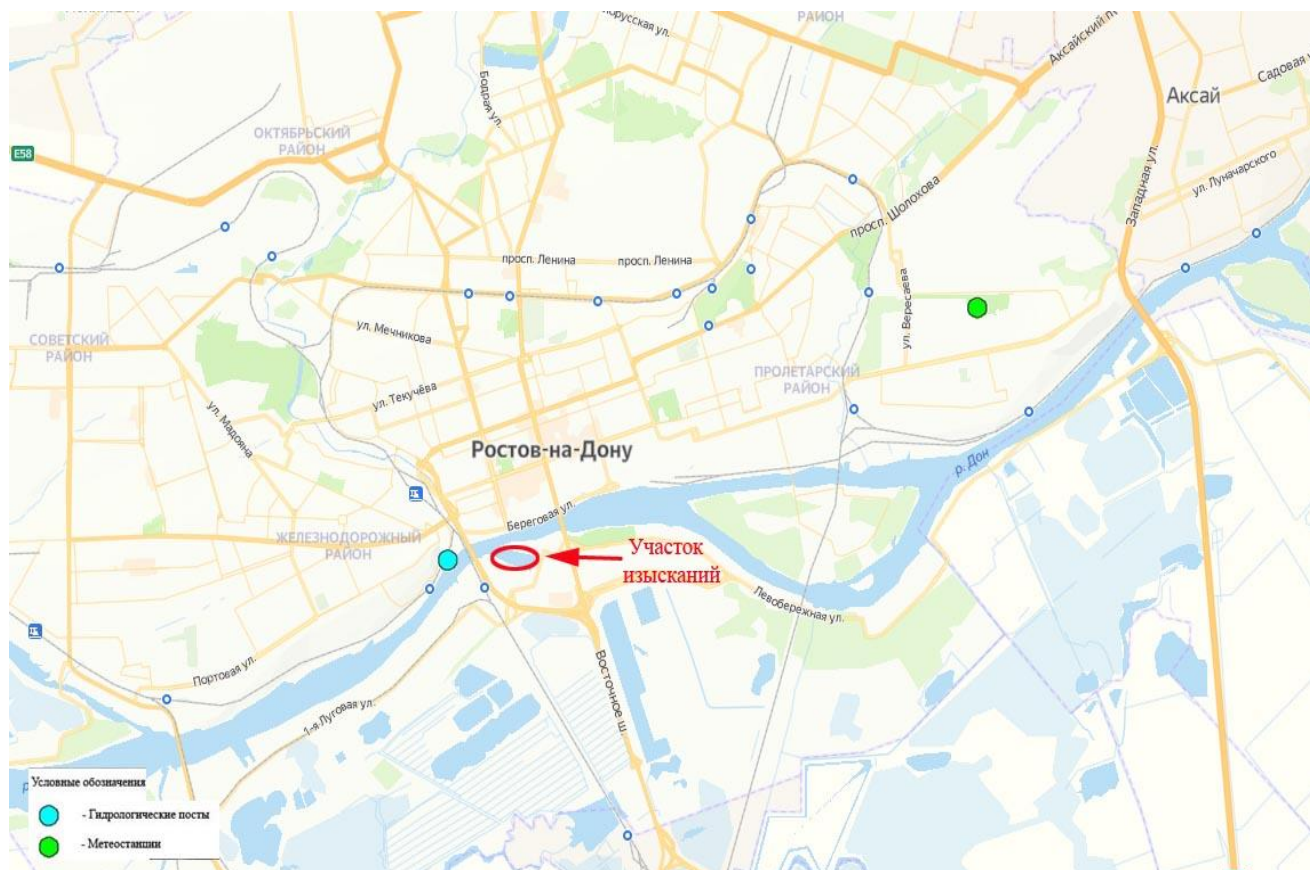 РАЙОН
Аксайский
Садовая
Бодрая ул.
Аксай
ОКТЯБРЬСКИЙ
РАЙОН
E58
Западная ул.
ул. Луначарского
просп. Шолохова
просп. Ленина
просп. Ленина
ул. Вересаева
ул. Мечникова
СОВЕТСКИЙ
РАЙОН
ПРОЛЕТАРСКИЙ
РАЙОН
ул. Текучёва
ул. Мадояна
Ростов-на-Дону
р. Дон
Береговая ул.
ЖЕЛЕЗНОДОРОЖНЫЙ
РАЙОН
Участок
изысканий
Левобережная ул.
Портовая ул.
Восточное ш.
1-я Луговая ул.
Условные обозначения
- Гидрологические посты
- Метеостанции